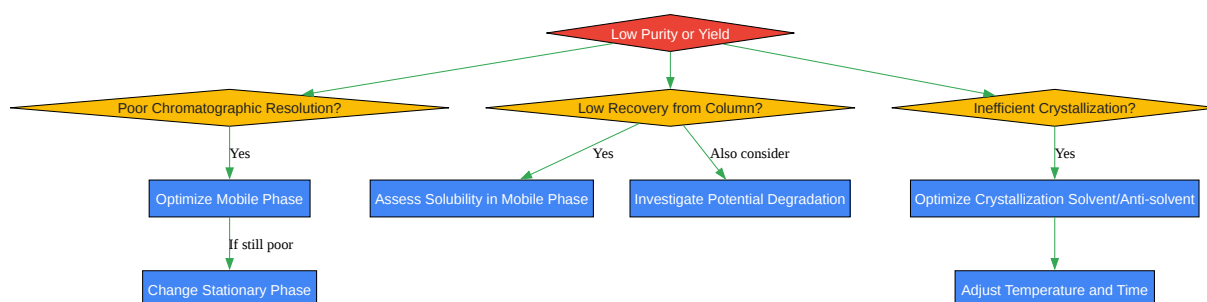 Low Purity or Yield
Poor Chromatographic Resolution?
Low Recovery from Column?
Inefficient Crystallization?
Yes
Yes
Also consider
Yes
Optimize Mobile Phase
Assess Solubility in Mobile Phase
Investigate Potential Degradation
Optimize Crystallization Solvent/Anti-solvent
If still poor
Change Stationary Phase
Adjust Temperature and Time